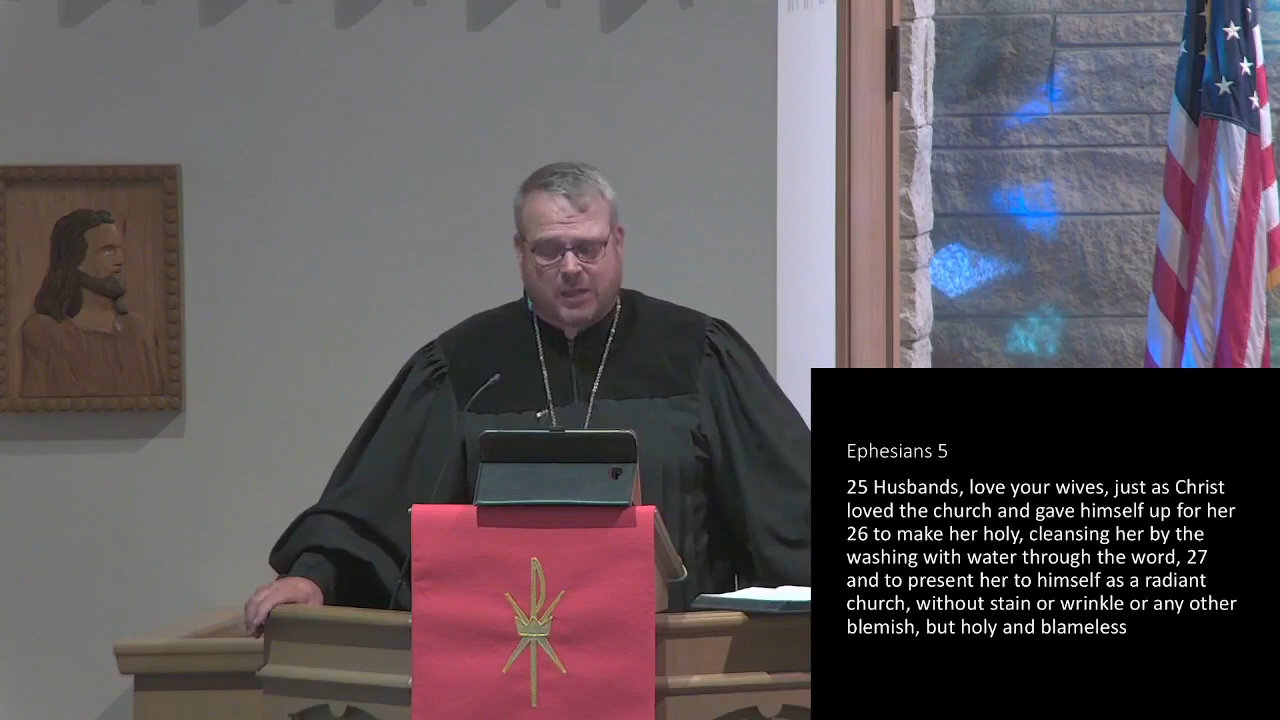 Ephesians 5
25 Husbands, love your wives, just as Christ
loved the church and gave himself up for her
26 to make her holy, cleansing her by the
washing with water through the word, 27
and to present her to himself as a radiant
church, without stain or wrinkle or any other
blemish, but holy and blameless